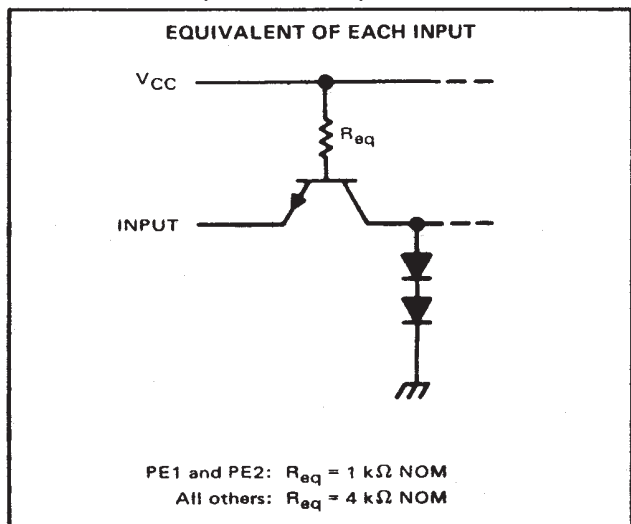 EQUIVALENT OF EACH INPUT
VCC
Req
INPUT
PE1 and PE2: Req = 1 kΩ NOM
All others: Req = 4 kΩ NOM